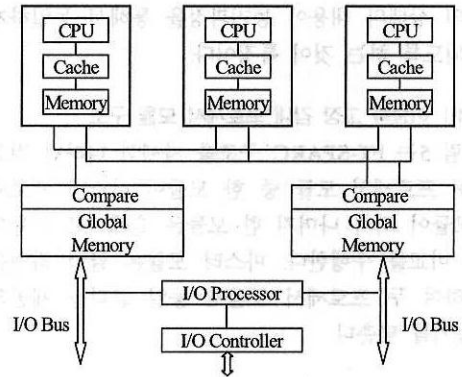 CPU
Cache
Memory
CPU
Cache
Memory
CPU
Cache
Memory
Compare
Global
Memory
Compare
Global
Memory
I/O Processor
I/O Bus
I/O Bus
I/O Controller